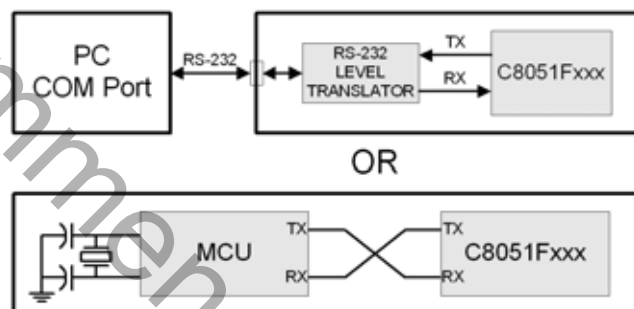 PC
COM Port
RS-232
RS-232
LEVEL
TRANSLATOR
TX
RX
C8051Fxxx
OR
MCU
TX
RX
TX
RX
C8051Fxxx